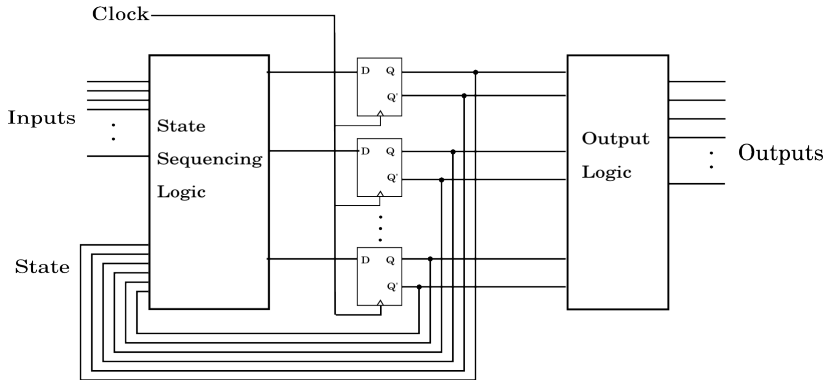 Clock
Inputs
State
Sequencing
Logic
State
D Q
Q'
D Q
Q'
D Q
Q'
Output
Logic
Outputs